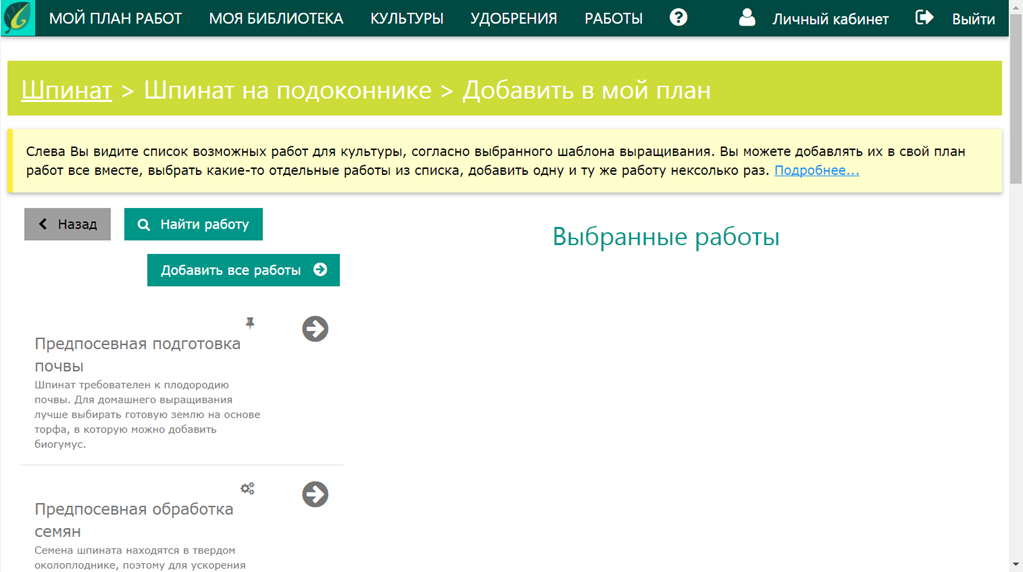 МОЙ ПЛАН РАБОТ МОЯ БИБЛИОТЕКА КУЛЬТУРЫ УДОБРЕНИЯ РАБОТЫ ? Личный кабинет Выйти
Шпинат > Шпинат на подоконнике > Добавить в мой план
Слева Вы видите список возможных работ для культуры, согласно выбранного шаблона выращивания. Вы можете добавлять их в свой план
работ все вместе, выбрать какие-то отдельные работы из списка, добавить одну и ту же работу нексолько раз. Подробнее...
Назад Найти работу
Выбранные работы
Добавить все работы
Предпосевная подготовка
почвы
Шпинат требователен к плодородию
почвы. Для домашнего выращивания
лучше выбирать готовую землю на основе
торфа, в которую можно добавить
биогумус.
Предпосевная обработка
семян
Семена шпината находятся в твердом
околоплоднике, поэтому для ускорения